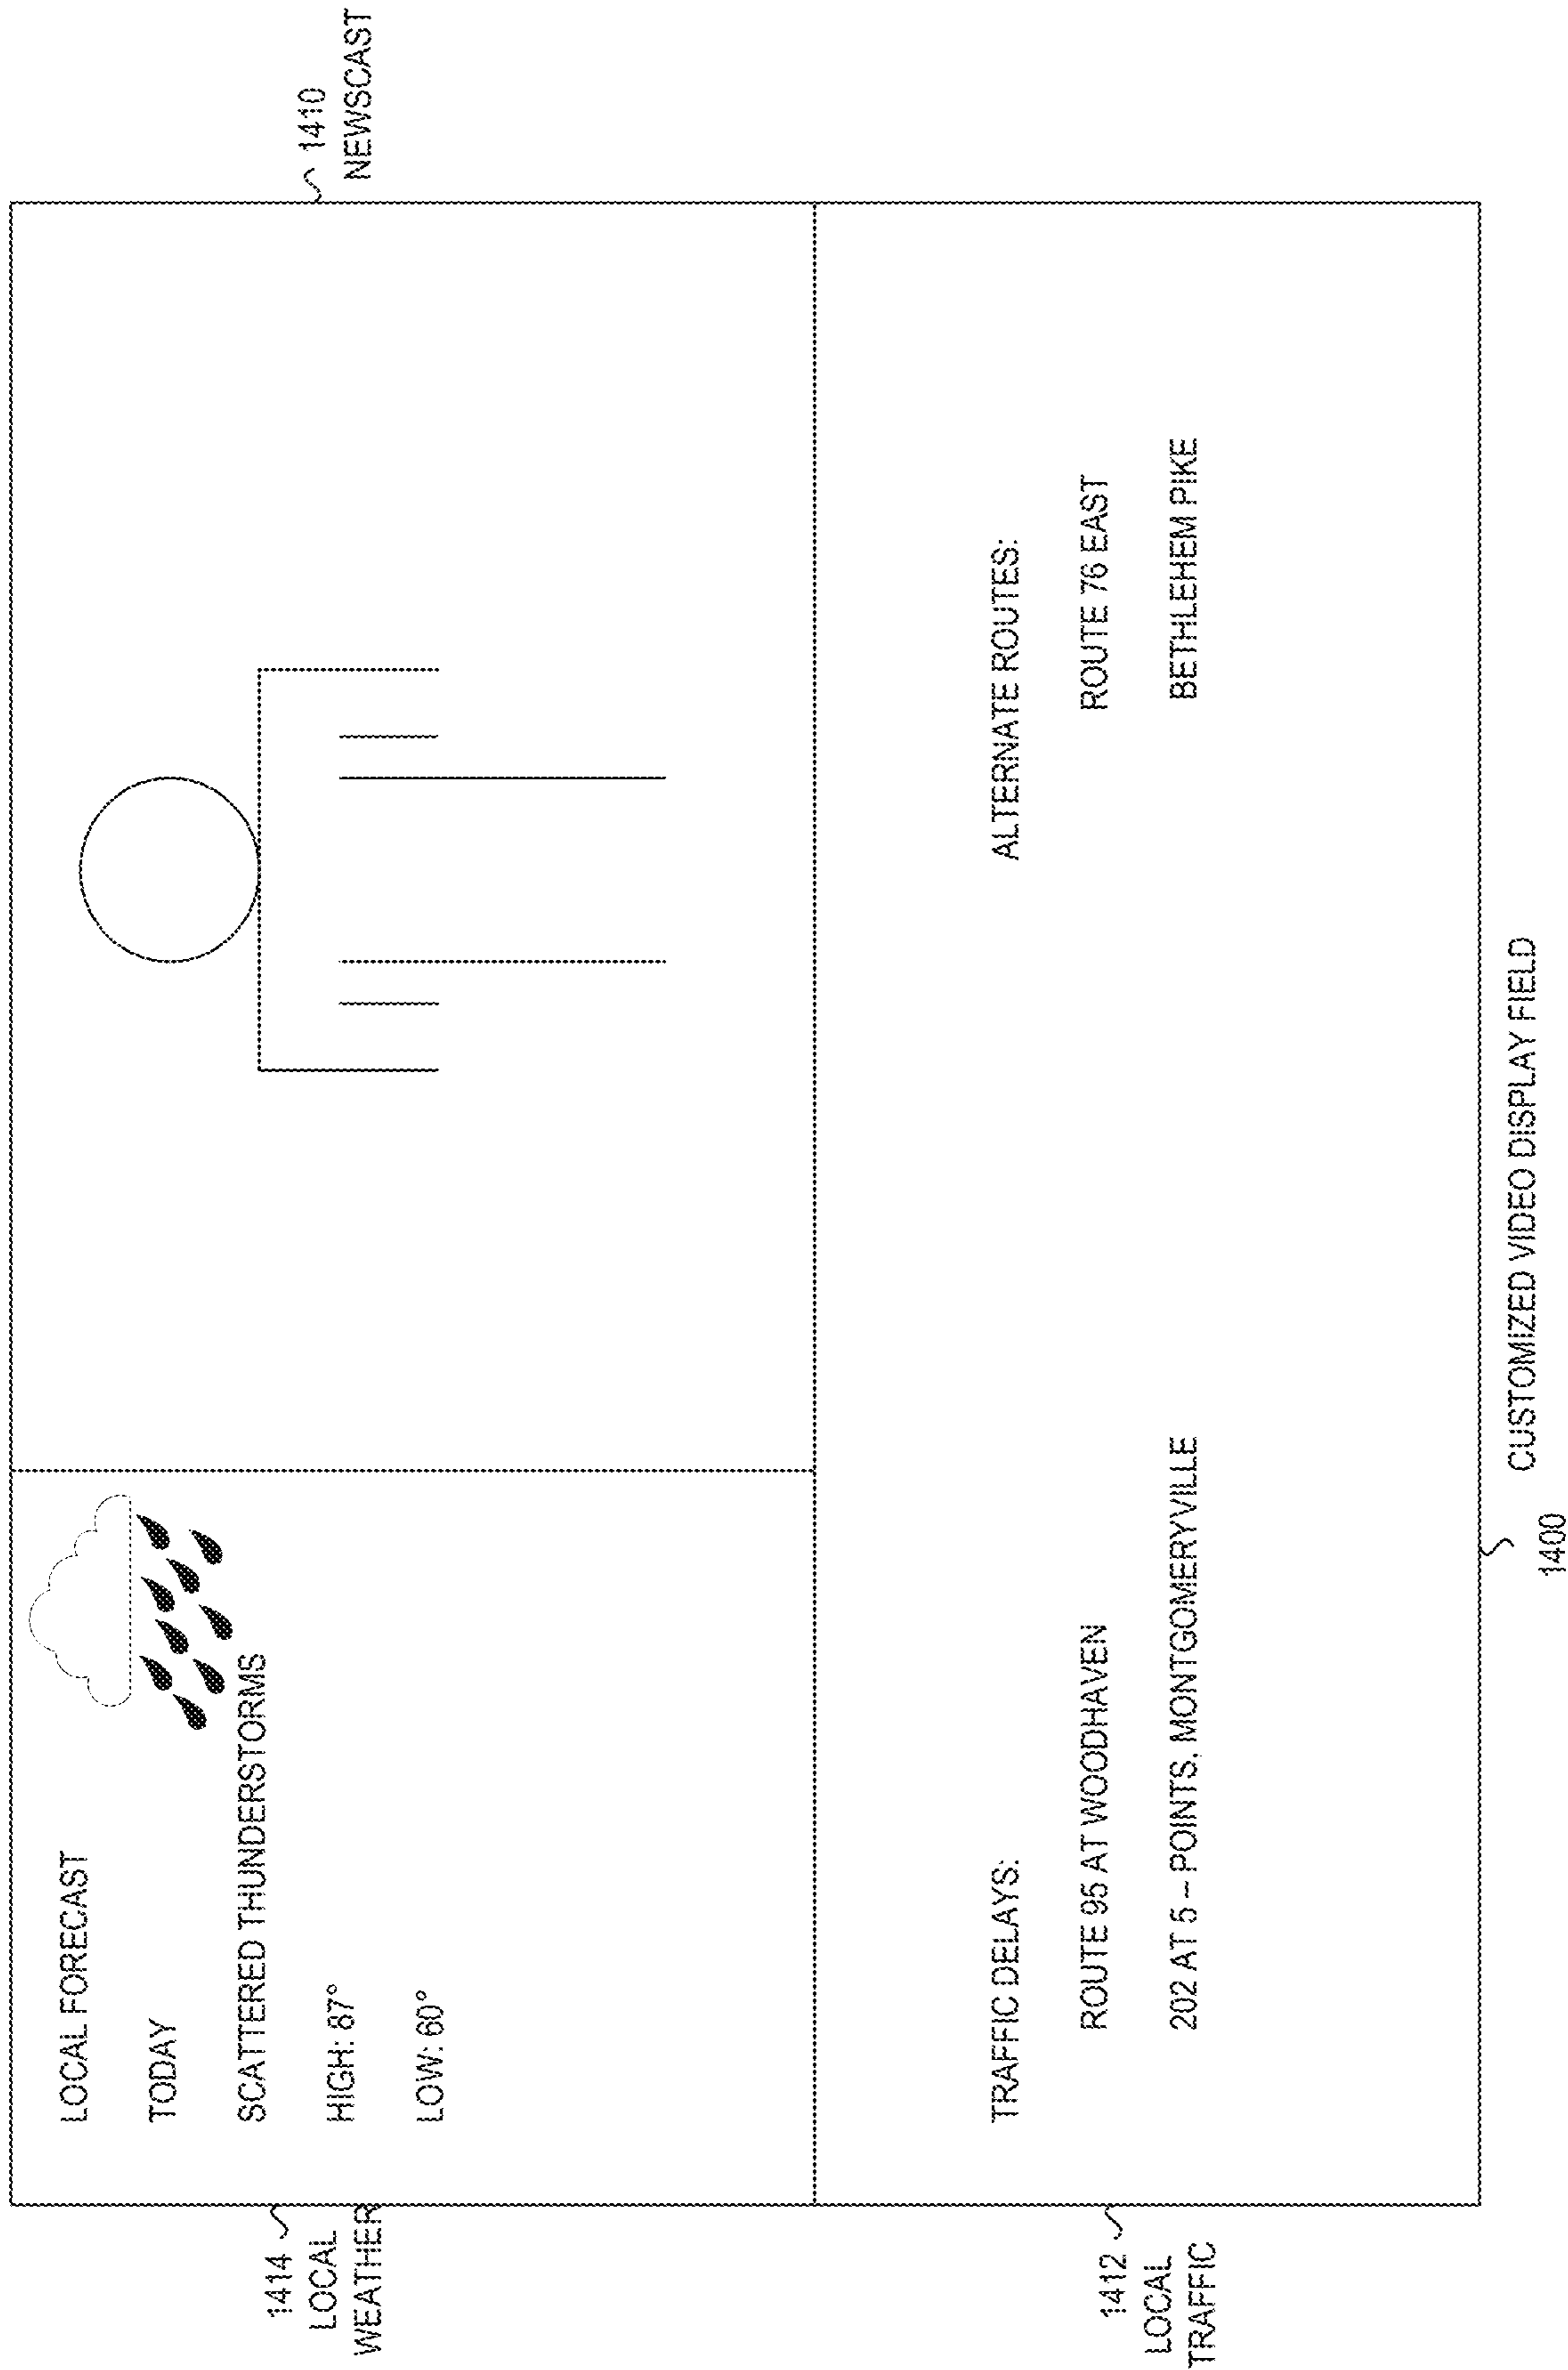 LOCAL FORECAST
TODAY
SCATTERED THUNDERSTORMS
HIGH: 87°
LOW: 60°
1414
LOCAL
WEATHER
1410
NEWSCAST
TRAFFIC DELAYS:
ROUTE 95 AT WOODHAVEN
202 AT 5 – POINTS, MONTGOMERYVILLE
ALTERNATE ROUTES:
ROUTE 76 EAST
BETHLEHEM PIKE
1412
LOCAL
TRAFFIC
CUSTOMIZED VIDEO DISPLAY FIELD
1400